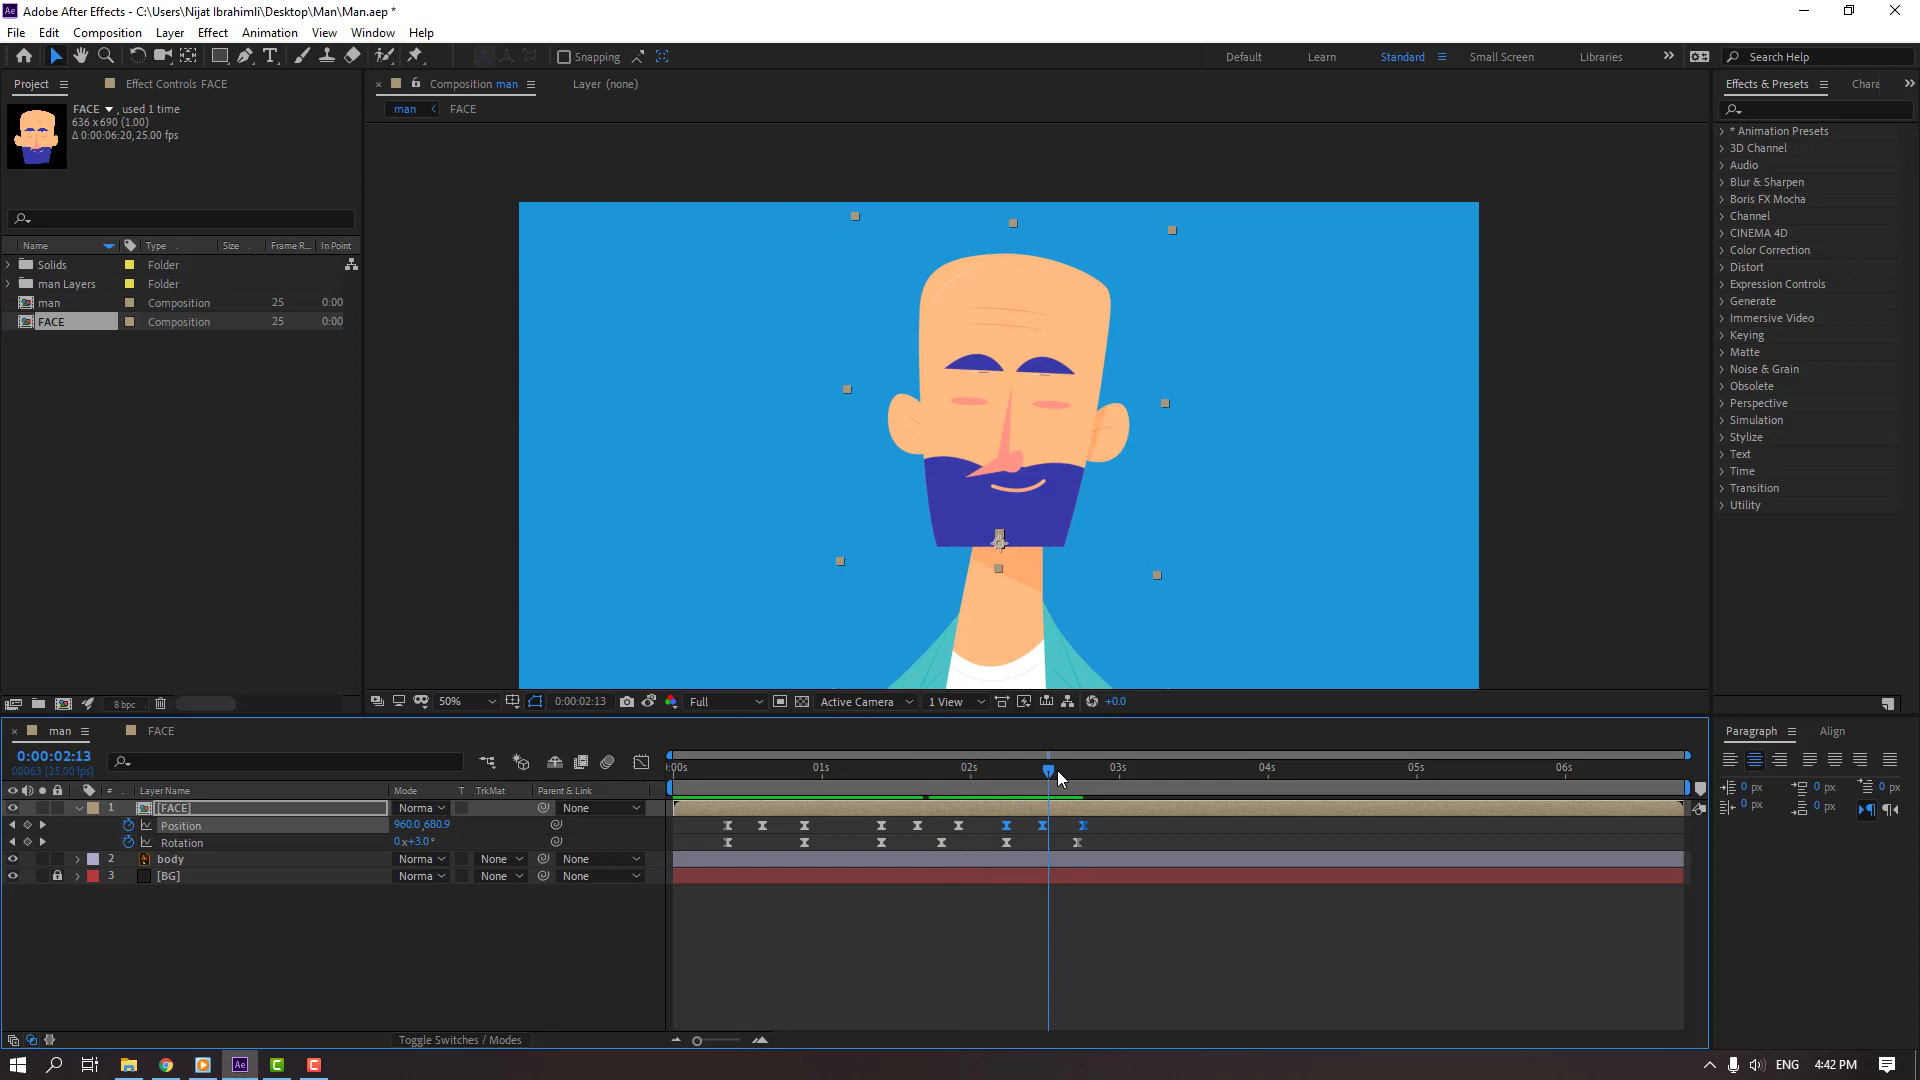 Adobe After Effects - C:\Users\Nijat Ibrahimli\Desktop\Man\Man.aep *
File Edit Composition Layer Effect Animation View Window Help
Snapping Default Learn Standard Small Screen Libraries Search Help
Project Effect Controls FACE
Composition man Layer (none)
Effects & Presets Chara
FACE , used 1 time
636 x 690 (1.00)
Δ 0:00:06:20, 25.00 fps
man FACE
Name Type Size Frame R... In Point
Solids Folder
man Layers Folder
man Composition 25 0:00
FACE Composition 25 0:00
* Animation Presets
3D Channel
Audio
Blur & Sharpen
Boris FX Mocha
Channel
CINEMA 4D
Color Correction
Distort
Expression Controls
Generate
Immersive Video
Keying
Matte
Noise & Grain
Obsolete
Perspective
Simulation
Stylize
Text
Time
Transition
Utility
8 bpc
50% 0:00:02:13 Full Active Camera 1 View +0.0
man FACE
0:00:02:13
00063 (25.00 fps)
:00s 01s 02s 03s 04s 05s 06s
# Layer Name Mode T .TrkMat Parent & Link
1 [FACE] Norma None
Position 960.0,680.9
Rotation 0x+3.0°
2 body Norma None None
3 [BG] Norma None None
Toggle Switches / Modes
Paragraph Align
0 px 0 px 0 px
0 px 0 px
ENG 4:42 PM